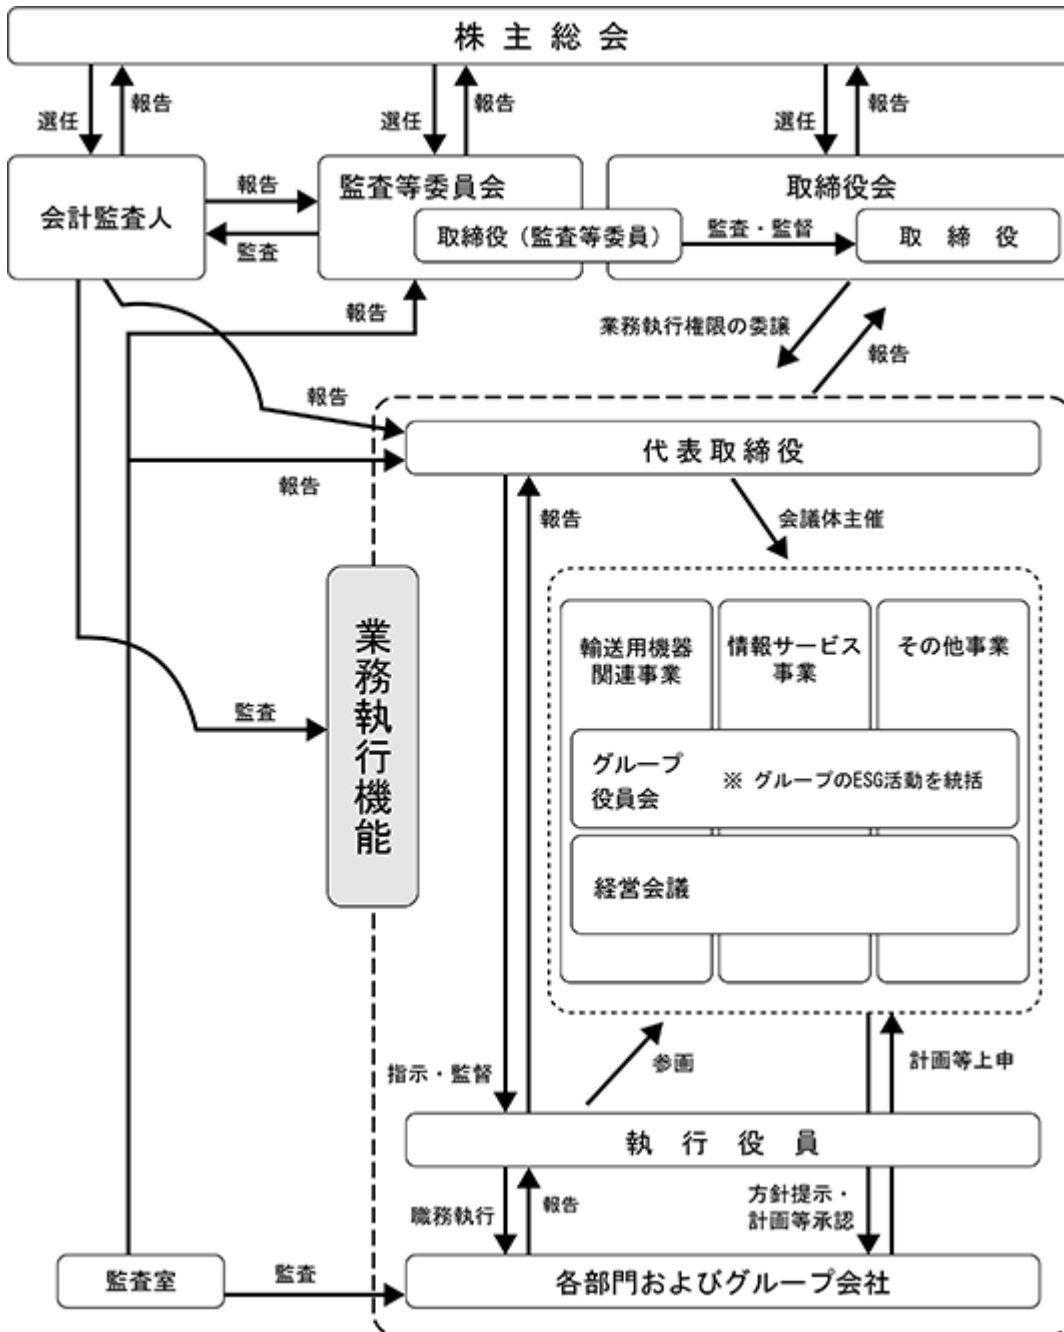 株主総会
選任
報告
選任
報告
選任
報告
会計監査人
報告
監査
監査等委員会
取締役（監査等委員）
取締役会
監査・監督
取締役
報告
業務執行権限の委譲
報告
報告
代表取締役
報告
報告
会議体主催
業務執行機能
監査
輸送用機器
関連事業
情報サービス
事業
その他事業
グループ
役員会
※ グループのESG活動を統括
経営会議
指示・監督
参画
計画等上申
執行役員
職務執行
報告
方針提示・
計画等承認
監査室
監査
各部門およびグループ会社